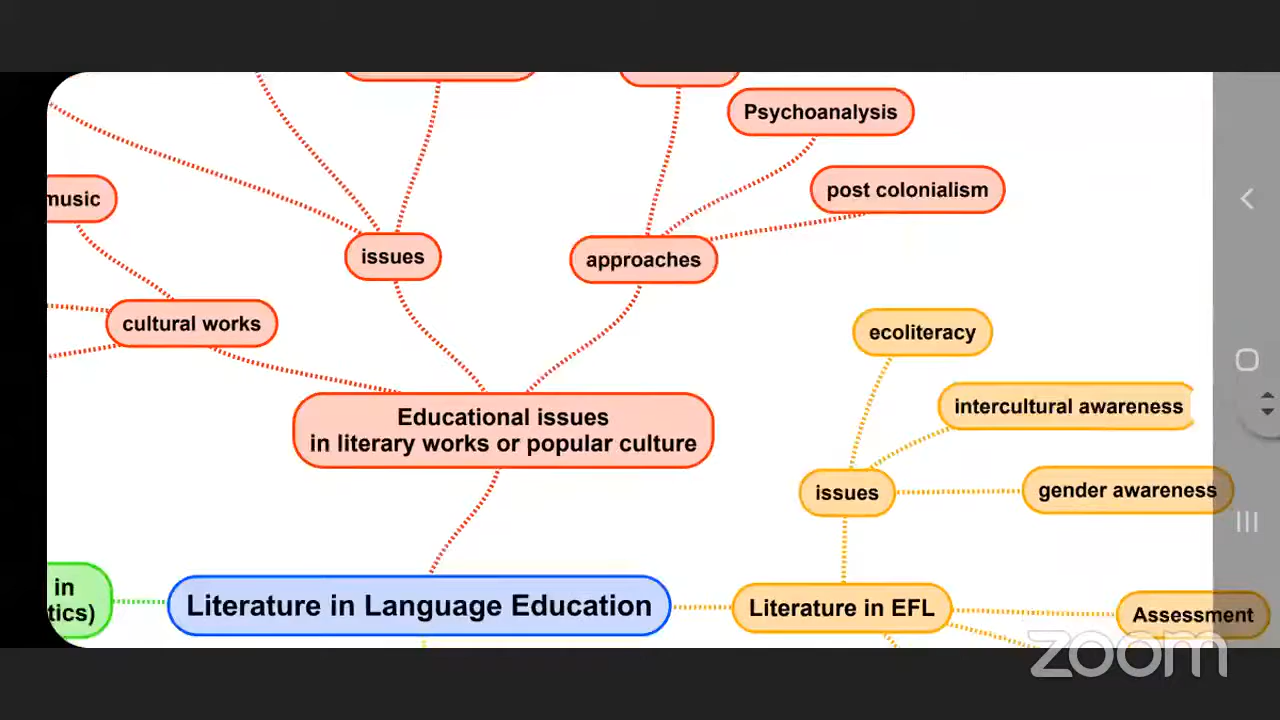 Psychoanalysis
post colonialism
music
issues
approaches
cultural works
ecoliteracy
intercultural awareness
Educational issues
in literary works or popular culture
issues
gender awareness
in
Literature in Language Education
Literature in EFL
Assessment
zoom